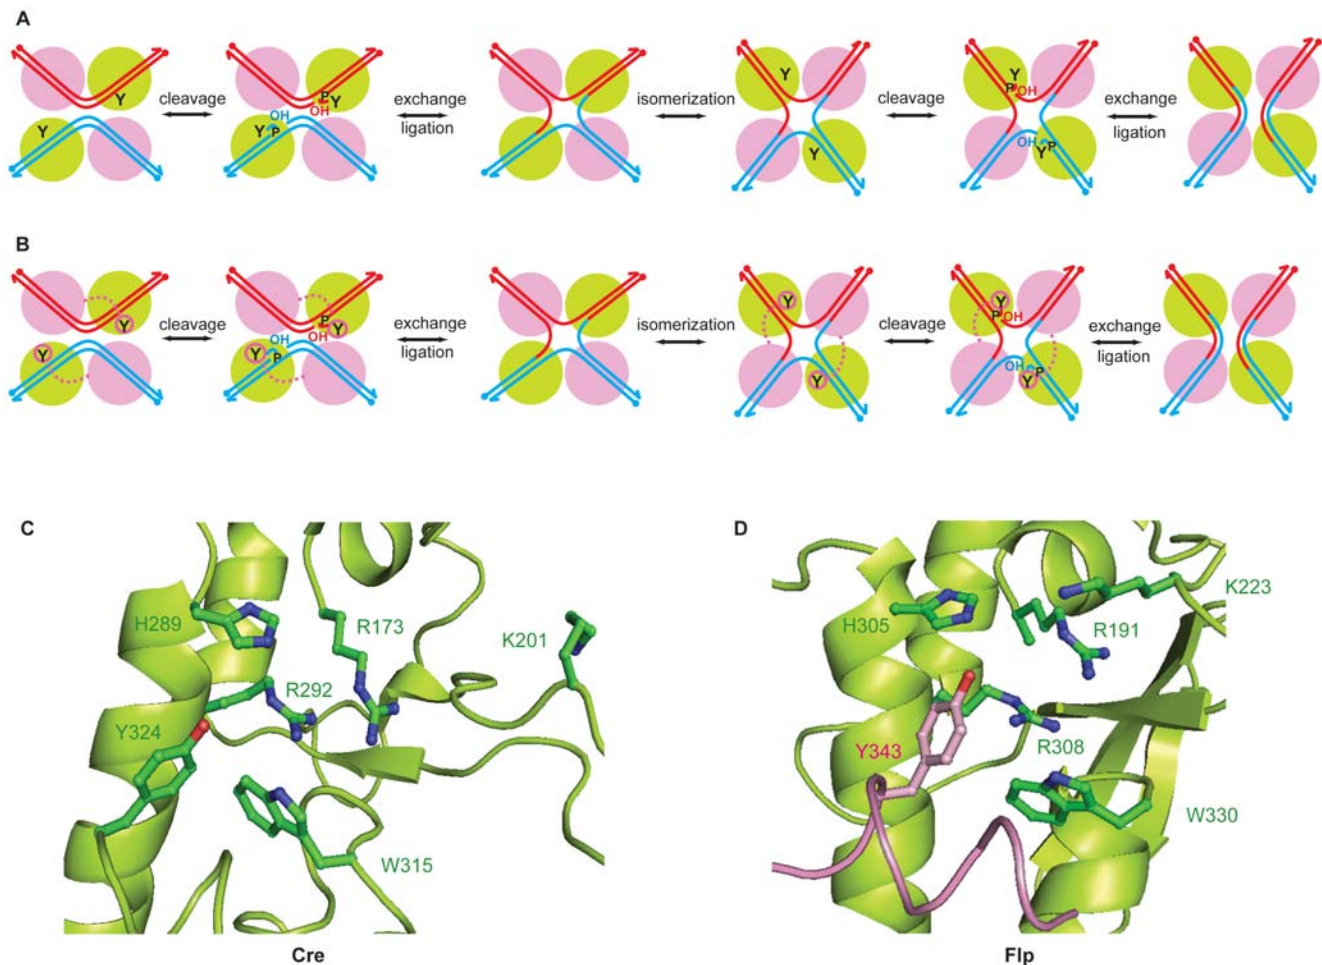 A
Y
Y
cleavage
P
Y
OH
OH
Y
P
exchange
ligation
isomerization
Y
Y
cleavage
Y
P
OH
OH
Y
P
exchange
ligation
B
Y
Y
cleavage
P
Y
OH
OH
Y
P
exchange
ligation
isomerization
Y
Y
cleavage
Y
P
OH
OH
P
Y
exchange
ligation
C
H289
R173
K201
R292
Y324
W315
Cre
D
K223
H305
R191
Y343
R308
W330
Flp